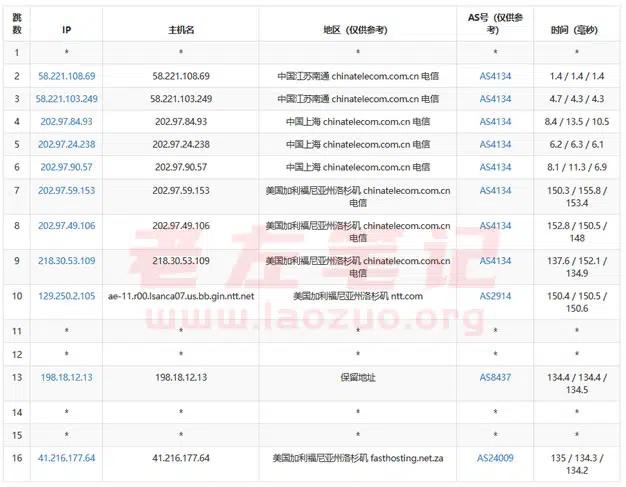 跳数 IP 主机名 地区（仅供参考） AS号（仅供参考） 时间（毫秒）
1 * * * * *
2 58.221.108.69 58.221.108.69 中国江苏南通 chinatelecom.com.cn 电信 AS4134 1.4 / 1.4 / 1.4
3 58.221.103.249 58.221.103.249 中国江苏南通 chinatelecom.com.cn 电信 AS4134 4.7 / 4.3 / 4.3
4 202.97.84.93 202.97.84.93 中国上海 chinatelecom.com.cn 电信 AS4134 8.4 / 13.5 / 10.5
5 202.97.24.238 202.97.24.238 中国上海 chinatelecom.com.cn 电信 AS4134 6.2 / 6.3 / 6.1
6 202.97.90.57 202.97.90.57 中国上海 chinatelecom.com.cn 电信 AS4134 8.1 / 11.3 / 6.9
7 202.97.59.153 202.97.59.153 美国加利福尼亚州洛杉矶 chinatelecom.com.cn 电信 AS4134 150.3 / 155.8 / 153.4
8 202.97.49.106 202.97.49.106 美国加利福尼亚州洛杉矶 chinatelecom.com.cn 电信 AS4134 152.8 / 150.5 / 148
9 218.30.53.109 218.30.53.109 美国加利福尼亚州洛杉矶 chinatelecom.com.cn 电信 AS4134 137.6 / 152.1 / 134.9
10 129.250.2.105 ae-11.r00.lsanca07.us.bb.gin.ntt.net 美国加利福尼亚州洛杉矶 ntt.com AS2914 150.4 / 150.5 / 150.6
11 * * * * *
12 * * * * *
13 198.18.12.13 198.18.12.13 保留地址 AS8437 134.4 / 134.4 / 134.5
14 * * * * *
15 * * * * *
16 41.216.177.64 41.216.177.64 美国加利福尼亚州洛杉矶 fasthosting.net.za AS24009 135 / 134.3 / 134.2
老左笔记
www.laozuo.org